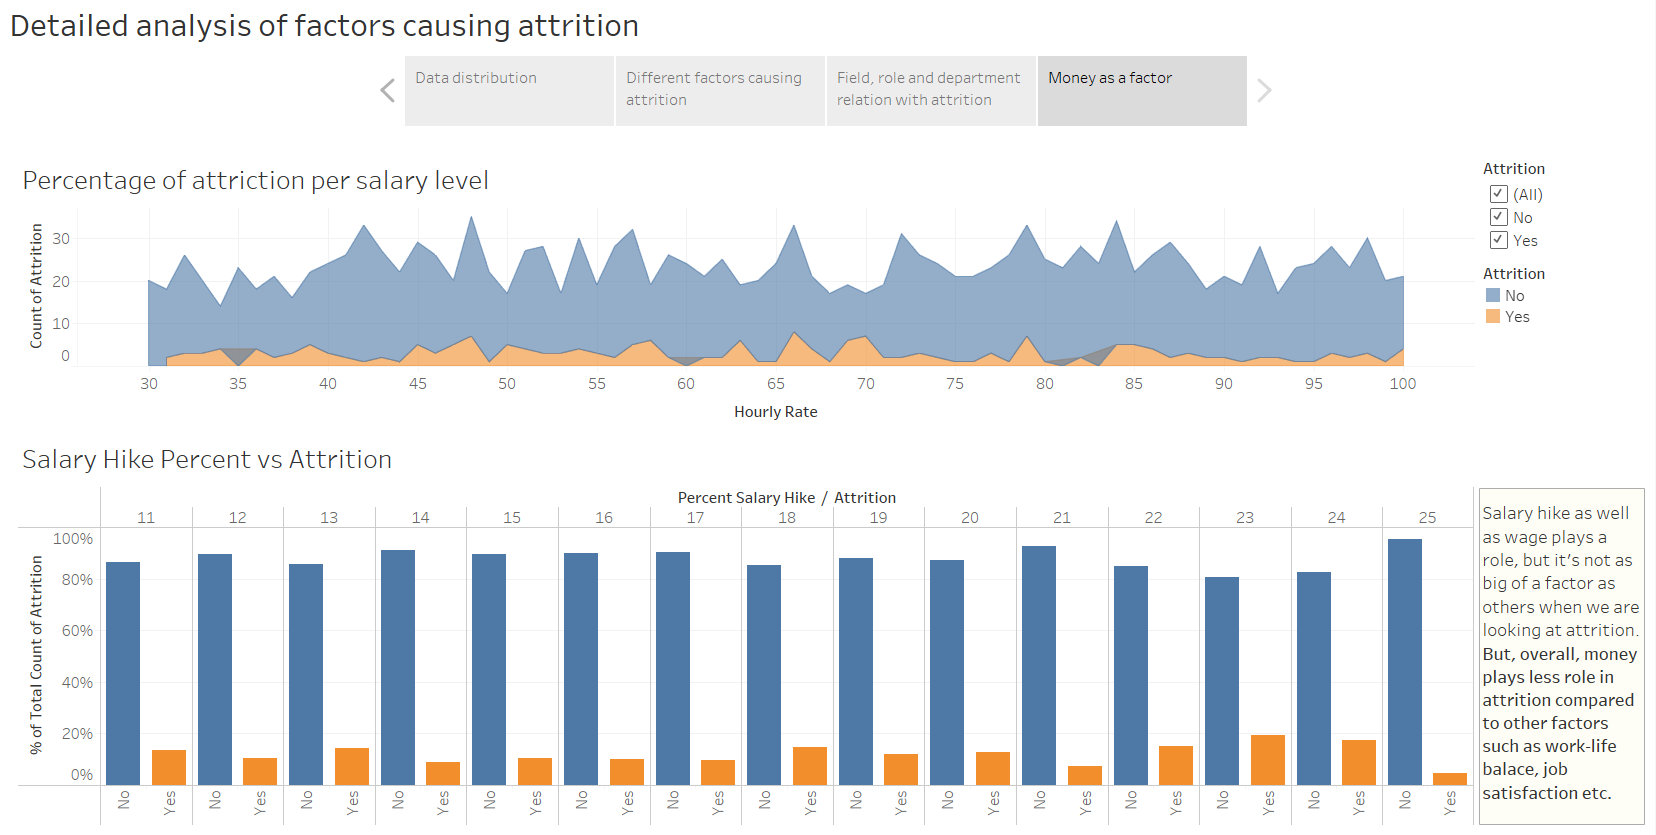 Detailed analysis of factors causing attrition
Data distribution
Different factors causing
attrition
Field, role and department
relation with attrition
Money as a factor
Percentage of attriction per salary level
Attrition
(All)
No
Yes
Attrition
No
Yes
Count of Attrition
30
20
10
0
30 35 40 45 50 55 60 65 70 75 80 85 90 95 100
Hourly Rate
Salary Hike Percent vs Attrition
Percent Salary Hike / Attrition
11 12 13 14 15 16 17 18 19 20 21 22 23 24 25
% of Total Count of Attrition
100%
80%
60%
40%
20%
0%
No Yes No Yes No Yes No Yes No Yes No Yes No Yes No Yes No Yes No Yes No Yes No Yes No Yes No Yes No Yes
Salary hike as well
as wage plays a
role, but it's not as
big of a factor as
others when we are
looking at attrition.
But, overall, money
plays less role in
attrition compared
to other factors
such as work-life
balace, job
satisfaction etc.